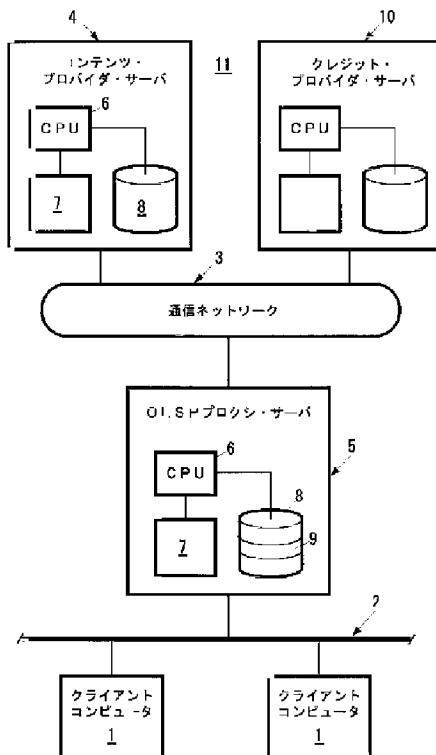 4
10
コンテンツ・
プロバイダ・サーバ
11
クレジット・
プロバイダ・サーバ
6
CPU
CPU
7
8
3
通信ネットワーク
OLSPプロクシ・サーバ
6
5
CPU
8
7
9
2
クライアント
コンピュータ
1
クライアント
コンピュータ
1